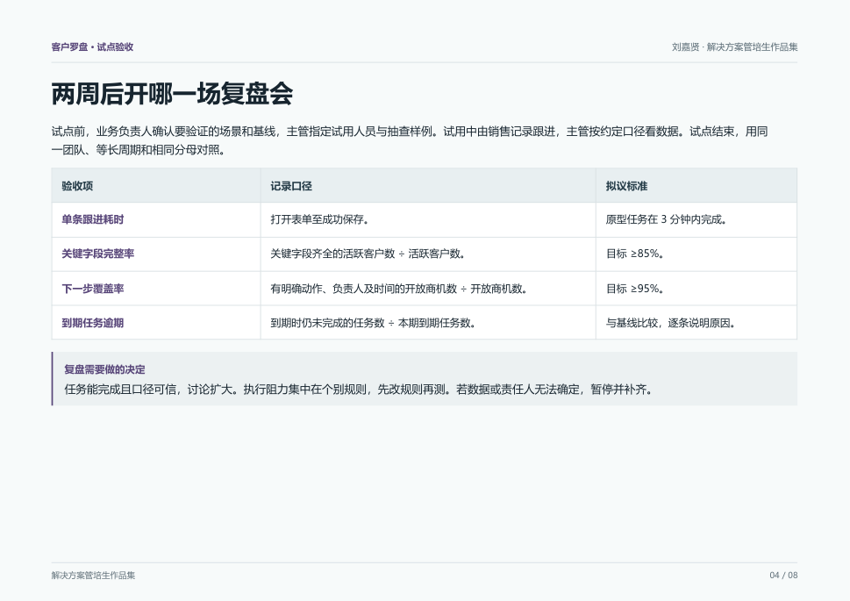 客户罗盘·试点验收
刘嘉贤·解决方案管培生作品集
两周后开哪一场复盘会
试点前，业务负责人确认要验证的场景和基线，主管指定试用人员与抽查样例。试用中由销售记录跟进，主管按约定口径看数据。试点结束，用同
一团队、等长周期和相同分母对照。
验收项 记录口径 拟议标准
单条跟进耗时 打开表单至成功保存。 原型任务在 3 分钟内完成。
关键字段完整率 关键字段齐全的活跃客户数 ÷ 活跃客户数。 目标 ≥85%。
下一步覆盖率 有明确动作、负责人及时间的开放商机数 ÷ 开放商机数。 目标 ≥95%。
到期任务逾期 到期时仍未完成的任务数 ÷ 本期到期任务数。 与基线比较，逐条说明原因。
复盘需要做的决定
任务能完成且口径可信，讨论扩大。执行阻力集中在个别规则，先改规则再测。若数据或责任人无法确定，暂停并补齐。
解决方案管培生作品集
04 / 08